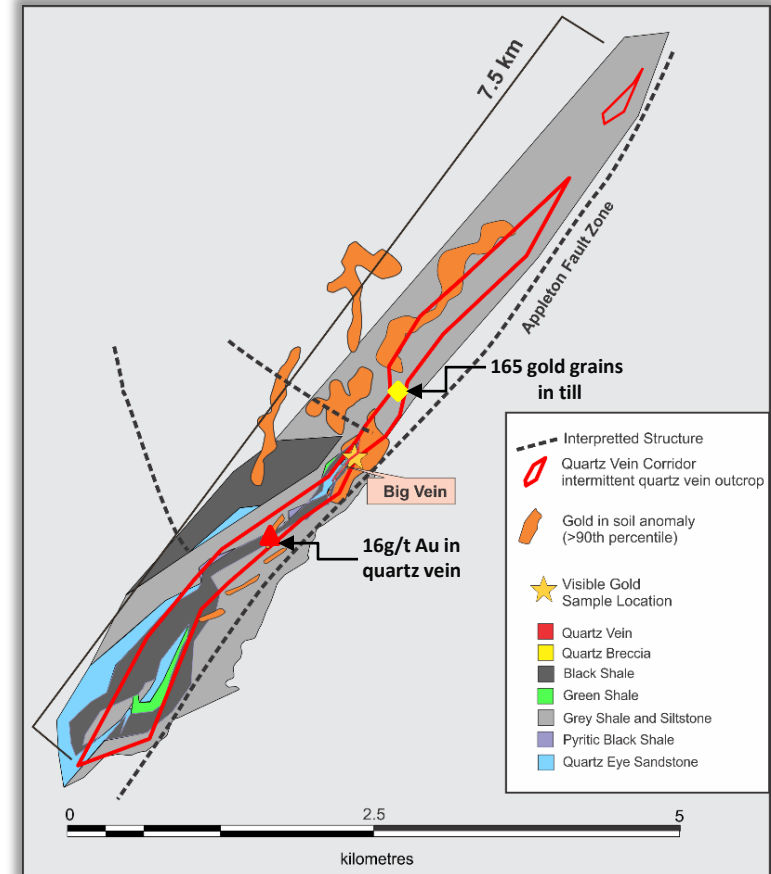 7.5 km
Appleton Fault Zone
165 gold grains
in till
Big Vein
16g/t Au in
quartz vein
Interpretted Structure
Quartz Vein Corridor
intermittent quartz vein outcrop
Gold in soil anomaly
(>90th percentile)
Visible Gold
Sample Location
Quartz Vein
Quartz Breccia
Black Shale
Green Shale
Grey Shale and Siltstone
Pyritic Black Shale
Quartz Eye Sandstone
0 2.5 5
kilometres